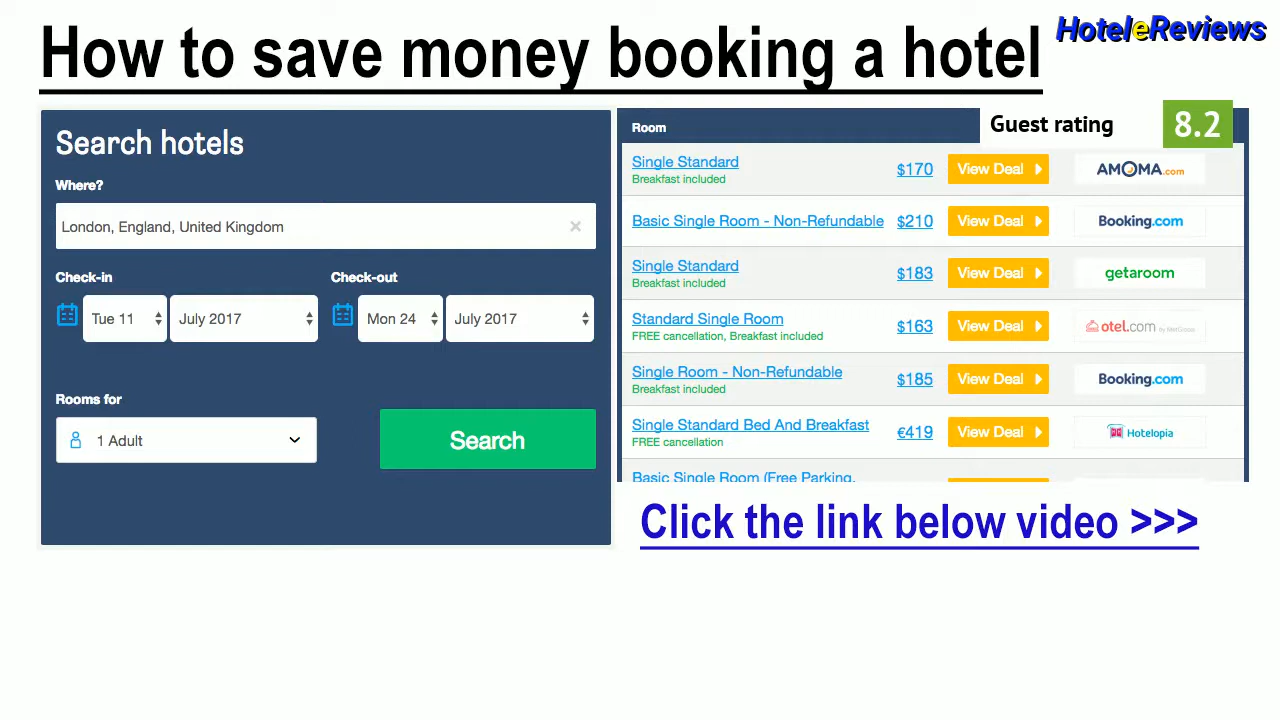 How to save money booking a hotel
HoteleReviews
Search hotels
Where?
London, England, United Kingdom
Check-in
Check-out
Tue 11
July 2017
Mon 24
July 2017
Rooms for
1 Adult
Search
Room
Guest rating
8.2
Single Standard
Breakfast included
$170
View Deal
AMOMA.com
Basic Single Room - Non-Refundable
$210
View Deal
Booking.com
Single Standard
Breakfast included
$183
View Deal
getaroom
Standard Single Room
FREE cancellation, Breakfast included
$163
View Deal
otel.com
Single Room - Non-Refundable
Breakfast included
$185
View Deal
Booking.com
Single Standard Bed And Breakfast
FREE cancellation
€419
View Deal
Hotelopia
Basic Single Room (Free Parking,
Click the link below video >>>